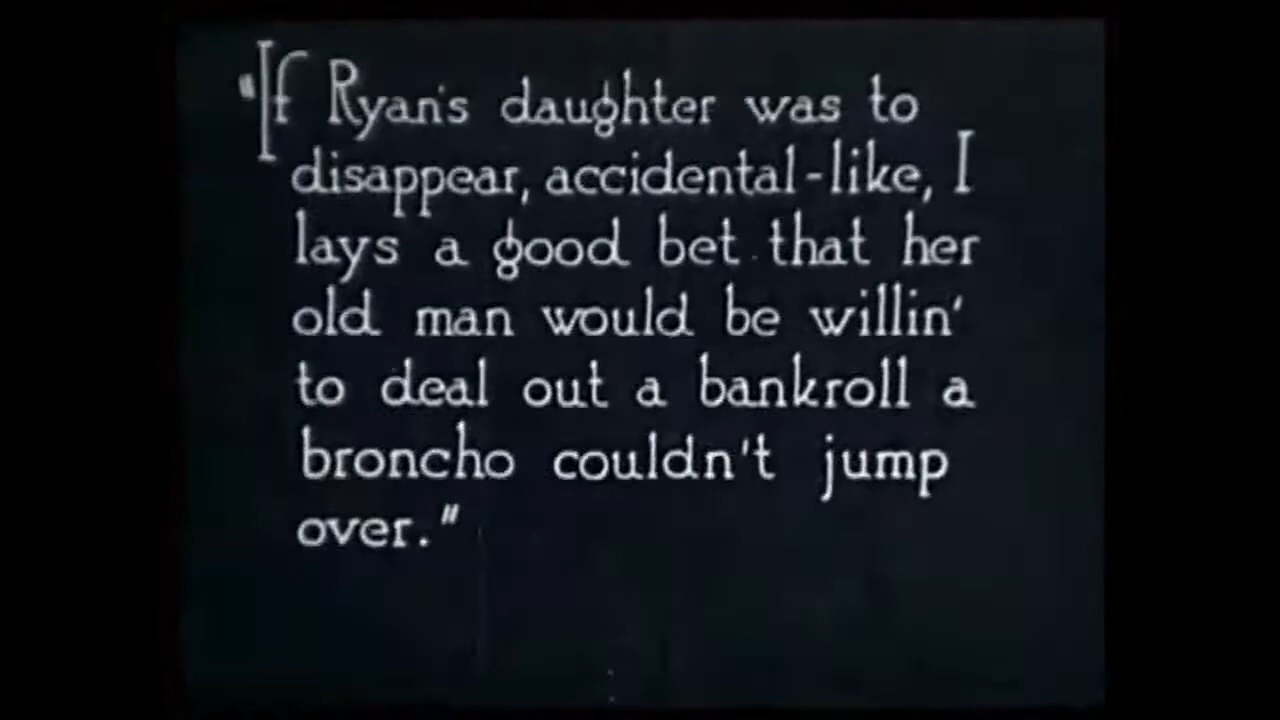 "If Ryan's daughter was to
disappear, accidental-like, I
lays a good bet that her
old man would be willin'
to deal out a bankroll a
broncho couldn't jump
over."